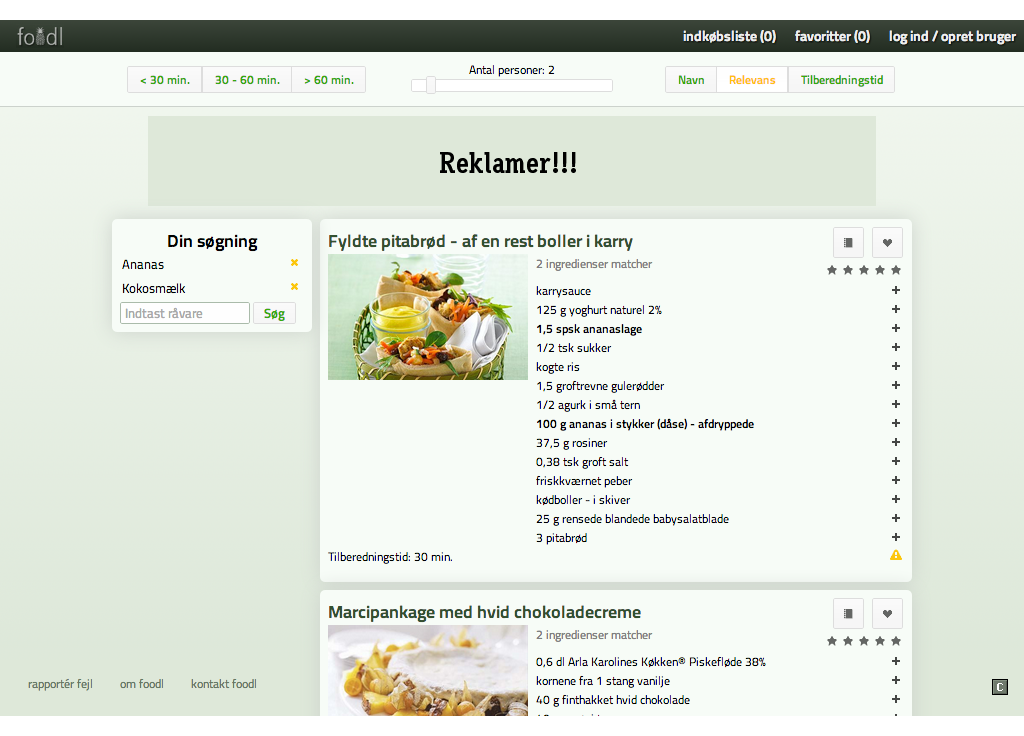 foodl
indkøbsliste (0) favoritter (0) log ind / opret bruger
< 30 min. 30 - 60 min. > 60 min.
Antal personer: 2
Navn Relevans Tilberedningstid
Reklamer!!!
Din søgning
Ananas
Kokosmælk
Indtast råvare Søg
Fyldte pitabrød - af en rest boller i karry
2 ingredienser matcher
karrysauce
125 g yoghurt naturel 2%
1,5 spsk ananaslage
1/2 tsk sukker
kogte ris
1,5 groftrevne gulerødder
1/2 agurk i små tern
100 g ananas i stykker (dåse) - afdryppede
37,5 g rosiner
0,38 tsk groft salt
friskkværnet peber
kødboller - i skiver
25 g rensede blandede babysalatblade
3 pitabrød
Tilberedningstid: 30 min.
Marcipankage med hvid chokoladecreme
2 ingredienser matcher
0,6 dl Arla Karolines Køkken® Piskefløde 38%
kornene fra 1 stang vanilje
40 g finthakket hvid chokolade
rapportér fejl om foodl kontakt foodl
C